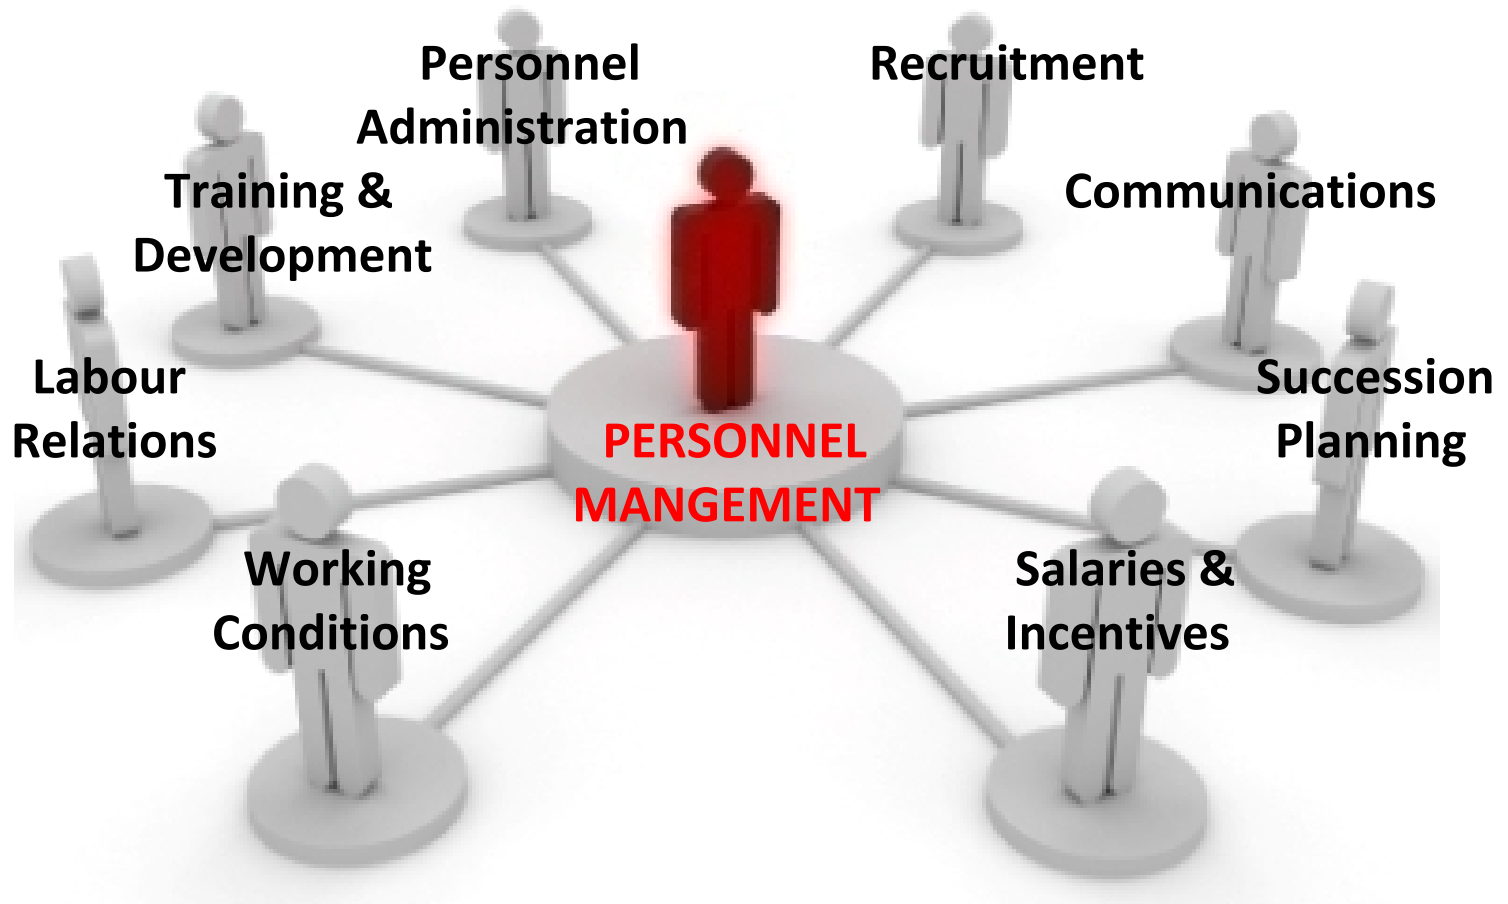 Personnel
Administration
Recruitment
Training &
Development
Communications
Labour
Relations
Succession
Planning
PERSONNEL
MANGEMENT
Working
Conditions
Salaries &
Incentives